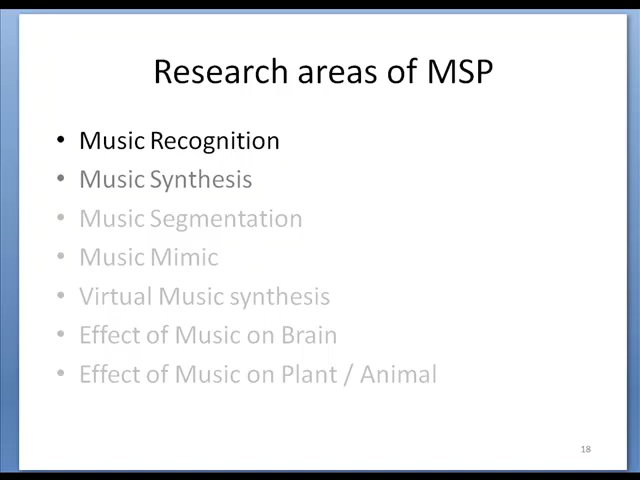 Research areas of MSP
• Music Recognition
• Music Synthesis
• Music Segmentation
• Music Mimic
• Virtual Music synthesis
• Effect of Music on Brain
• Effect of Music on Plant / Animal
18